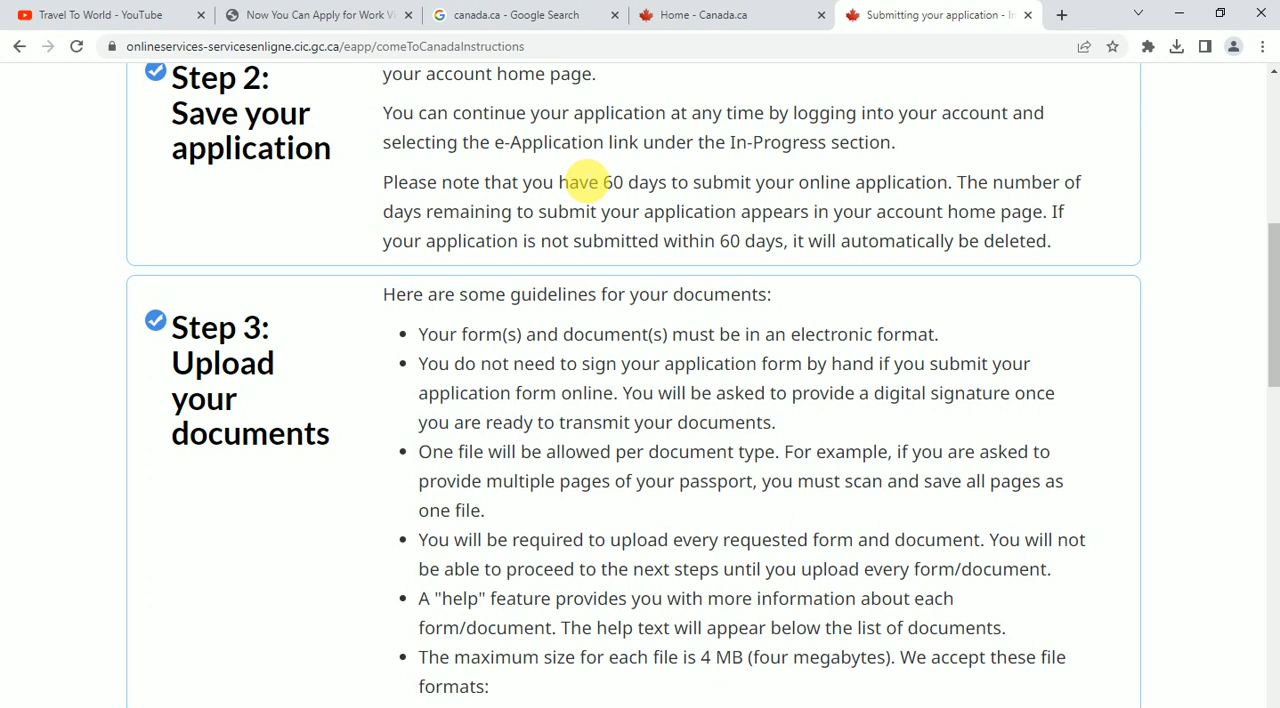 Travel To World - YouTube
Now You Can Apply for Work Vi
canada.ca - Google Search
Home - Canada.ca
Submitting your application - In
onlineservices-servicesenligne.cic.gc.ca/eapp/comeToCanadaInstructions
Step 2:
Save your
application
your account home page.
You can continue your application at any time by logging into your account and
selecting the e-Application link under the In-Progress section.
Please note that you have 60 days to submit your online application. The number of
days remaining to submit your application appears in your account home page. If
your application is not submitted within 60 days, it will automatically be deleted.
Step 3:
Upload
your
documents
Here are some guidelines for your documents:
• Your form(s) and document(s) must be in an electronic format.
• You do not need to sign your application form by hand if you submit your
application form online. You will be asked to provide a digital signature once
you are ready to transmit your documents.
• One file will be allowed per document type. For example, if you are asked to
provide multiple pages of your passport, you must scan and save all pages as
one file.
• You will be required to upload every requested form and document. You will not
be able to proceed to the next steps until you upload every form/document.
• A "help" feature provides you with more information about each
form/document. The help text will appear below the list of documents.
• The maximum size for each file is 4 MB (four megabytes). We accept these file
formats: